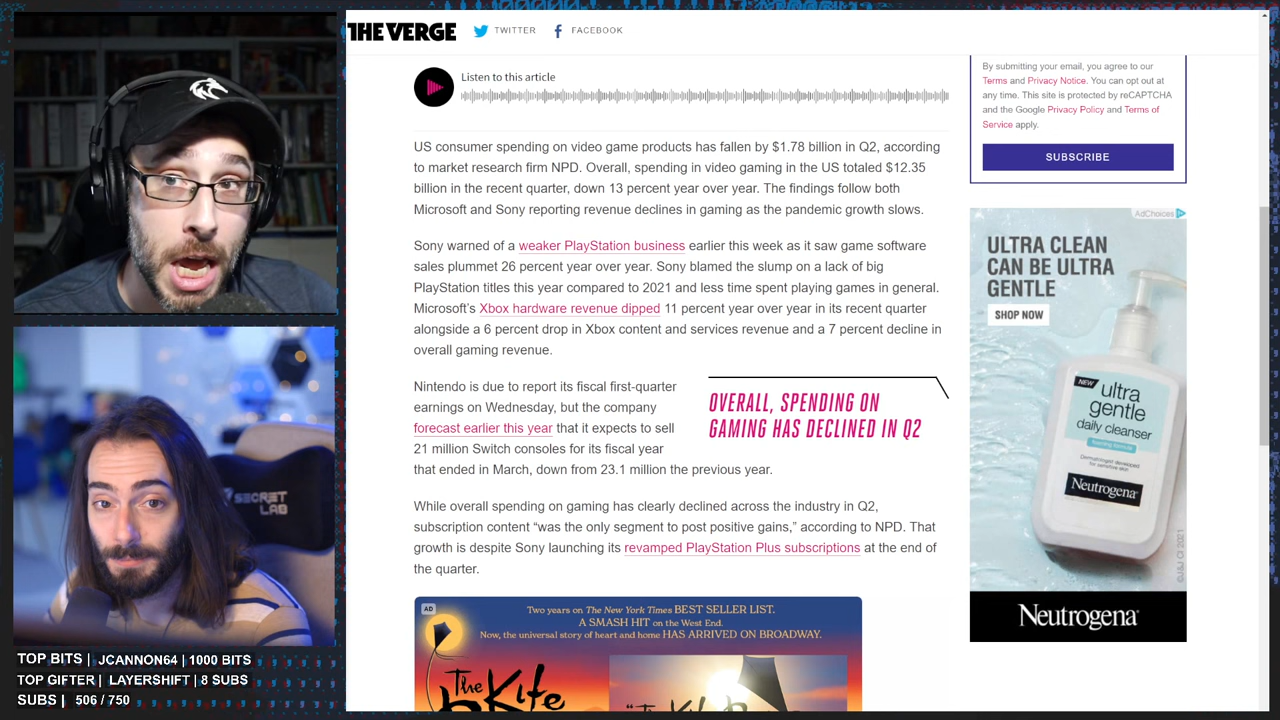 THE VERGE
TWITTER
FACEBOOK
Listen to this article
US consumer spending on video game products has fallen by $1.78 billion in Q2, according
to market research firm NPD. Overall, spending in video gaming in the US totaled $12.35
billion in the recent quarter, down 13 percent year over year. The findings follow both
Microsoft and Sony reporting revenue declines in gaming as the pandemic growth slows.
Sony warned of a weaker PlayStation business earlier this week as it saw game software
sales plummet 26 percent year over year. Sony blamed the slump on a lack of big
PlayStation titles this year compared to 2021 and less time spent playing games in general.
Microsoft's Xbox hardware revenue dipped 11 percent year over year in its recent quarter
alongside a 6 percent drop in Xbox content and services revenue and a 7 percent decline in
overall gaming revenue.
Nintendo is due to report its fiscal first-quarter
earnings on Wednesday, but the company
forecast earlier this year that it expects to sell
21 million Switch consoles for its fiscal year
that ended in March, down from 23.1 million the previous year.
OVERALL, SPENDING ON
GAMING HAS DECLINED IN Q2
While overall spending on gaming has clearly declined across the industry in Q2,
subscription content “was the only segment to post positive gains,” according to NPD. That
growth is despite Sony launching its revamped PlayStation Plus subscriptions at the end of
the quarter.
AD
Two years on The New York Times BEST SELLER LIST.
A SMASH HIT on the West End.
Now, the universal story of heart and home HAS ARRIVED ON BROADWAY.
The Kite
By submitting your email, you agree to our
Terms and Privacy Notice. You can opt out at
any time. This site is protected by reCAPTCHA
and the Google Privacy Policy and Terms of
Service apply.
SUBSCRIBE
AdChoices
ULTRA CLEAN
CAN BE ULTRA
GENTLE
SHOP NOW
NEW
ultra
gentle
daily cleanser
foaming formula
Dermatologist developed
for sensitive skin
Neutrogena
©J&J CI 2021
Neutrogena
SECRET
LAB
TOP BITS | JCANNON64 | 1000 BITS
TOP GIFTER | LAYERSHIFT | 8 SUBS
SUBS | 506 / 750